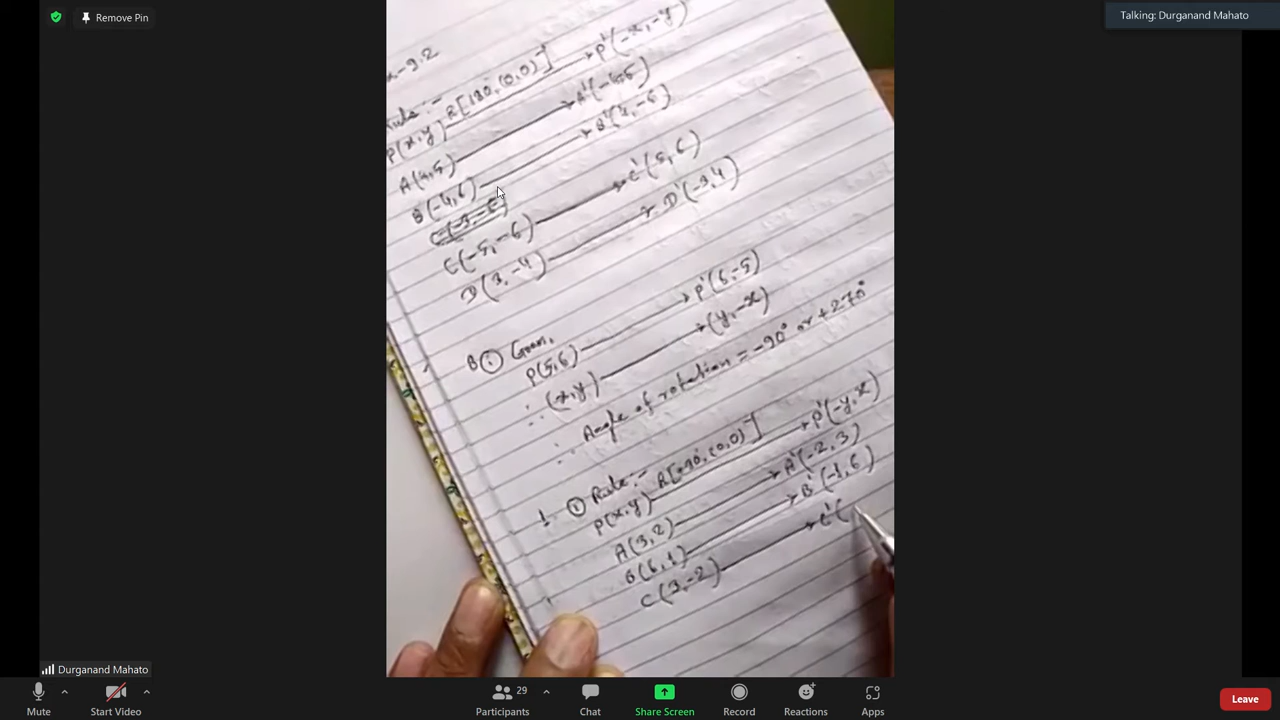 Remove Pin
Talking: Durganand Mahato
x-9.2
Rule:- R[180°, (0,0)]
P(x,y) → P'(-x,-y)
A(4,5) → A'(-4,5)
B(-4,6) → B'(4,-6)
C(-5,-6) → C'(5,6)
D(3,-4) → D'(-3,4)
8 ① Given,
P(5,6) → P'(6,-5)
∴ (x,y) → (y,-x)
∴ Angle of rotation = -90° or +270°
1. ① Rule:- R[+90°, (0,0)]
P(x,y) → P'(-y,x)
A(3,2) → A'(-2,3)
B(6,1) → B'(-1,6)
C(3,-2) → C'(
Durganand Mahato
Mute
Start Video
29
Participants
Chat
Share Screen
Record
Reactions
Apps
Leave